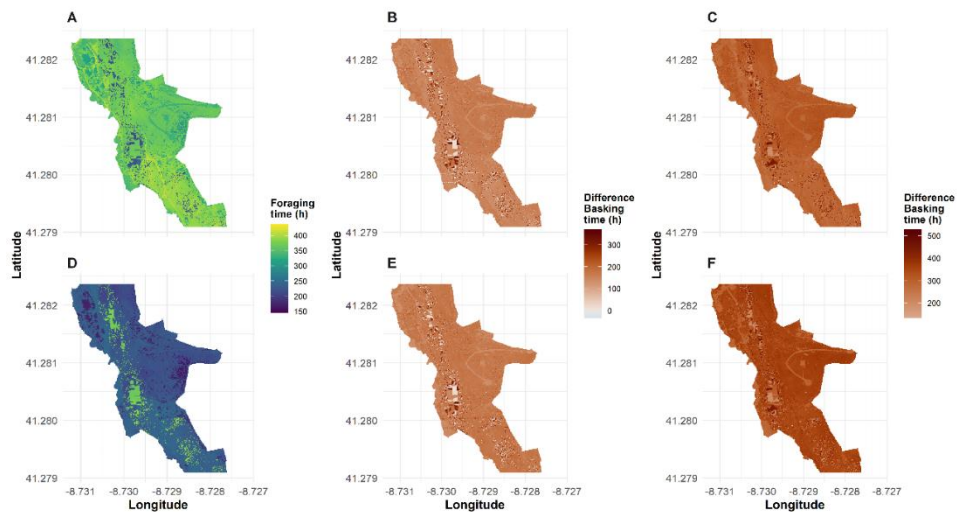 A
B
C
41.282
41.281
41.280
41.279
Latitude
Foraging
time (h)
400
350
300
250
200
150
41.282
41.281
41.280
41.279
Latitude
Difference
Basking
time (h)
300
200
100
0
41.282
41.281
41.280
41.279
Latitude
Difference
Basking
time (h)
500
400
300
200
D
E
F
41.282
41.281
41.280
41.279
Latitude
-8.731 -8.730 -8.729 -8.728 -8.727
Longitude
41.282
41.281
41.280
41.279
Latitude
-8.731 -8.730 -8.729 -8.728 -8.727
Longitude
41.282
41.281
41.280
41.279
Latitude
-8.731 -8.730 -8.729 -8.728 -8.727
Longitude